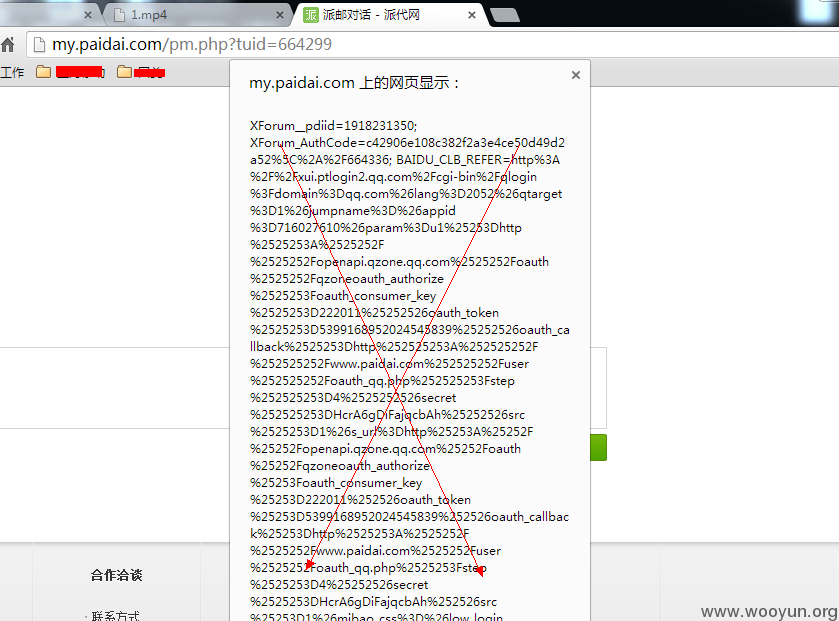 1.mp4
派 派邮对话 - 派代网
my.paidai.com/pm.php?tuid=664299
工作
my.paidai.com 上的网页显示：
XForum__pdiid=1918231350;
XForum_AuthCode=c42906e108c382f2a3e4ce50d49d2
a52%5C%2A%2F664336; BAIDU_CLB_REFER=http%3A
%2F%2Fxui.ptlogin2.qq.com%2Fcgi-bin%2Fqlogin
%3Fdomain%3Dqq.com%26lang%3D2052%26qtarget
%3D1%26jumpname%3D%26appid
%3D716027610%26param%3Du1%25253Dhttp
%2525253A%2525252F
%2525252Fopenapi.qzone.qq.com%2525252Foauth
%2525252Fqzoneoauth_authorize
%2525253Foauth_consumer_key
%2525253D222011%25252526oauth_token
%2525253D5399168952024545839%25252526oauth_ca
llback%2525253Dhttp%252525253A%252525252F
%252525252Fwww.paidai.com%252525252Fuser
%252525252Foauth_qq.php%252525253Fstep
%252525253D4%2525252526secret
%252525253DHcrA6gDiFajqcbAh%25252526src
%2525253D1%26s_url%3Dhttp%25253A%25252F
%25252Fopenapi.qzone.qq.com%25252Foauth
%25252Fqzoneoauth_authorize
%25253Foauth_consumer_key
%25253D222011%252526oauth_token
%25253D5399168952024545839%252526oauth_callbac
k%25253Dhttp%2525253A%2525252F
%2525252Fwww.paidai.com%2525252Fuser
%2525252Foauth_qq.php%2525253Fstep
%2525253D4%25252526secret
%2525253DHcrA6gDiFajqcbAh%252526src
%25253D1%26mibao_css%3D%26low_login
合作洽谈
· 联系方式
www.wooyun.org